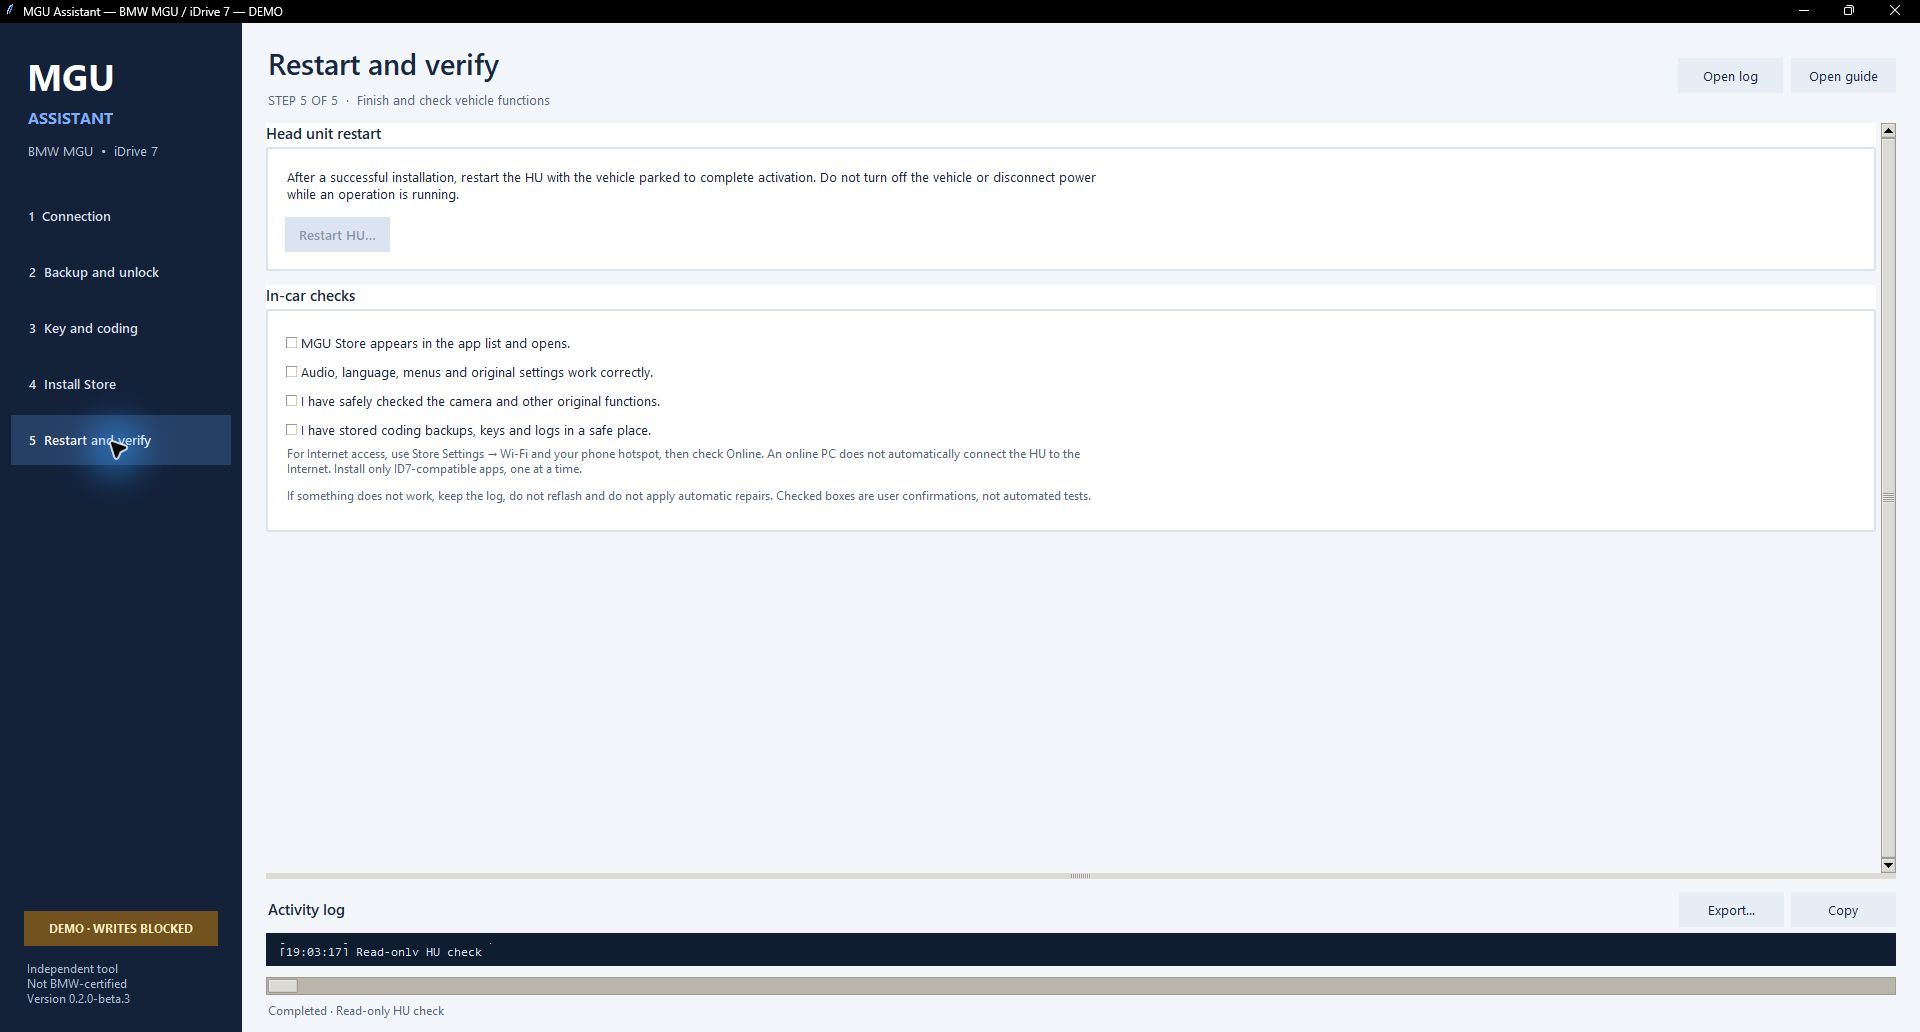 MGU Assistant — BMW MGU / iDrive 7 — DEMO
MGU
ASSISTANT
BMW MGU • iDrive 7
1 Connection
2 Backup and unlock
3 Key and coding
4 Install Store
5 Restart and verify
DEMO · WRITES BLOCKED
Independent tool
Not BMW-certified
Version 0.2.0-beta.3
Restart and verify
STEP 5 OF 5 · Finish and check vehicle functions
Open log
Open guide
Head unit restart
After a successful installation, restart the HU with the vehicle parked to complete activation. Do not turn off the vehicle or disconnect power
while an operation is running.
Restart HU...
In-car checks
MGU Store appears in the app list and opens.
Audio, language, menus and original settings work correctly.
I have safely checked the camera and other original functions.
I have stored coding backups, keys and logs in a safe place.
For Internet access, use Store Settings → Wi-Fi and your phone hotspot, then check Online. An online PC does not automatically connect the HU to the
Internet. Install only ID7-compatible apps, one at a time.
If something does not work, keep the log, do not reflash and do not apply automatic repairs. Checked boxes are user confirmations, not automated tests.
Activity log
Export...
Copy
[19:03:17] Read-only HU check
Completed · Read-only HU check